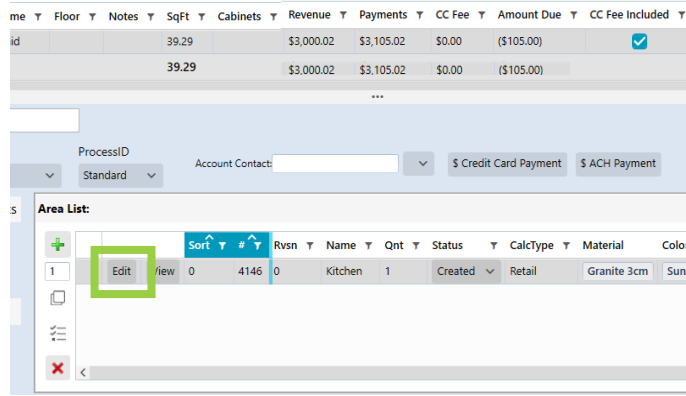 me Floor Notes SqFt Cabinets Revenue Payments CC Fee Amount Due CC Fee Included
id 39.29 $3,000.02 $3,105.02 $0.00 ($105.00)
39.29 $3,000.02 $3,105.02 $0.00 ($105.00)
ProcessID
Standard Account Contact: $ Credit Card Payment $ ACH Payment
Area List:
Sort # Rvsn Name Qnt Status CalcType Material Colo
1 Edit View 0 4146 0 Kitchen 1 Created Retail Granite 3cm Sun